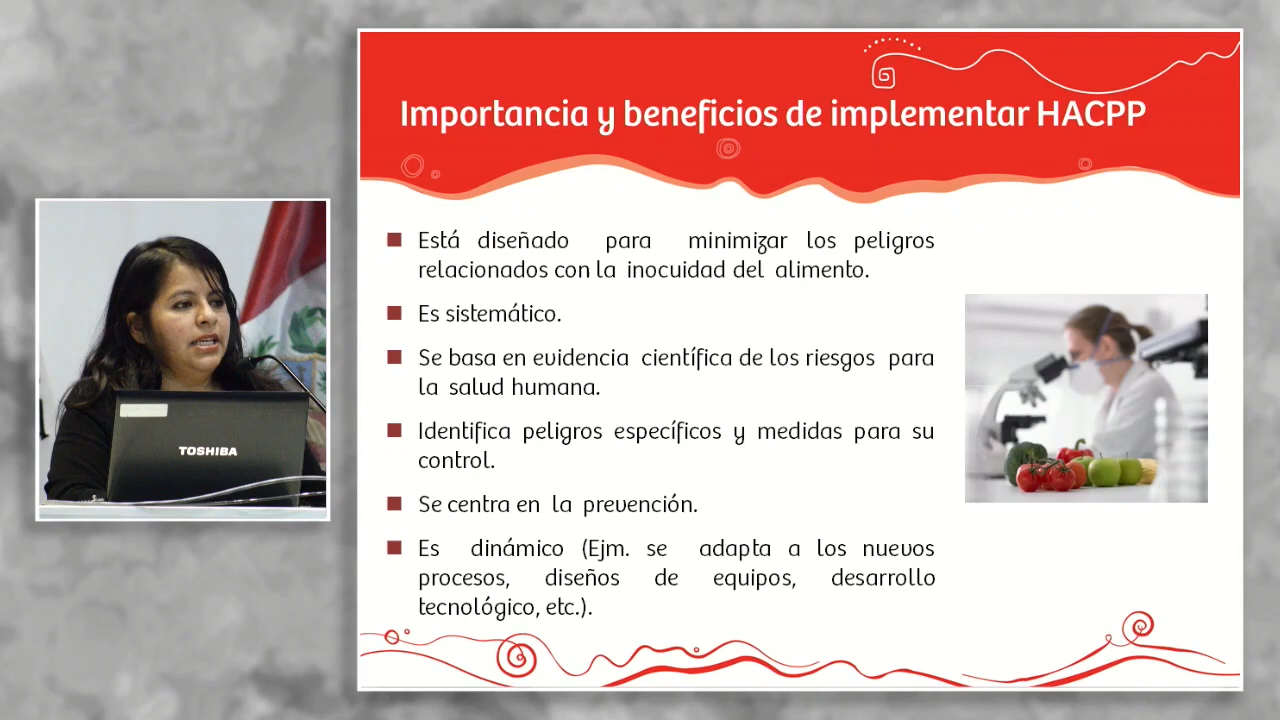 Importancia y beneficios de implementar HACPP
Está diseñado para minimizar los peligros
relacionados con la inocuidad del alimento.
Es sistemático.
Se basa en evidencia científica de los riesgos para
la salud humana.
Identifica peligros específicos y medidas para su
control.
Se centra en la prevención.
Es dinámico (Ejm. se adapta a los nuevos
procesos, diseños de equipos, desarrollo
tecnológico, etc.).
TOSHIBA